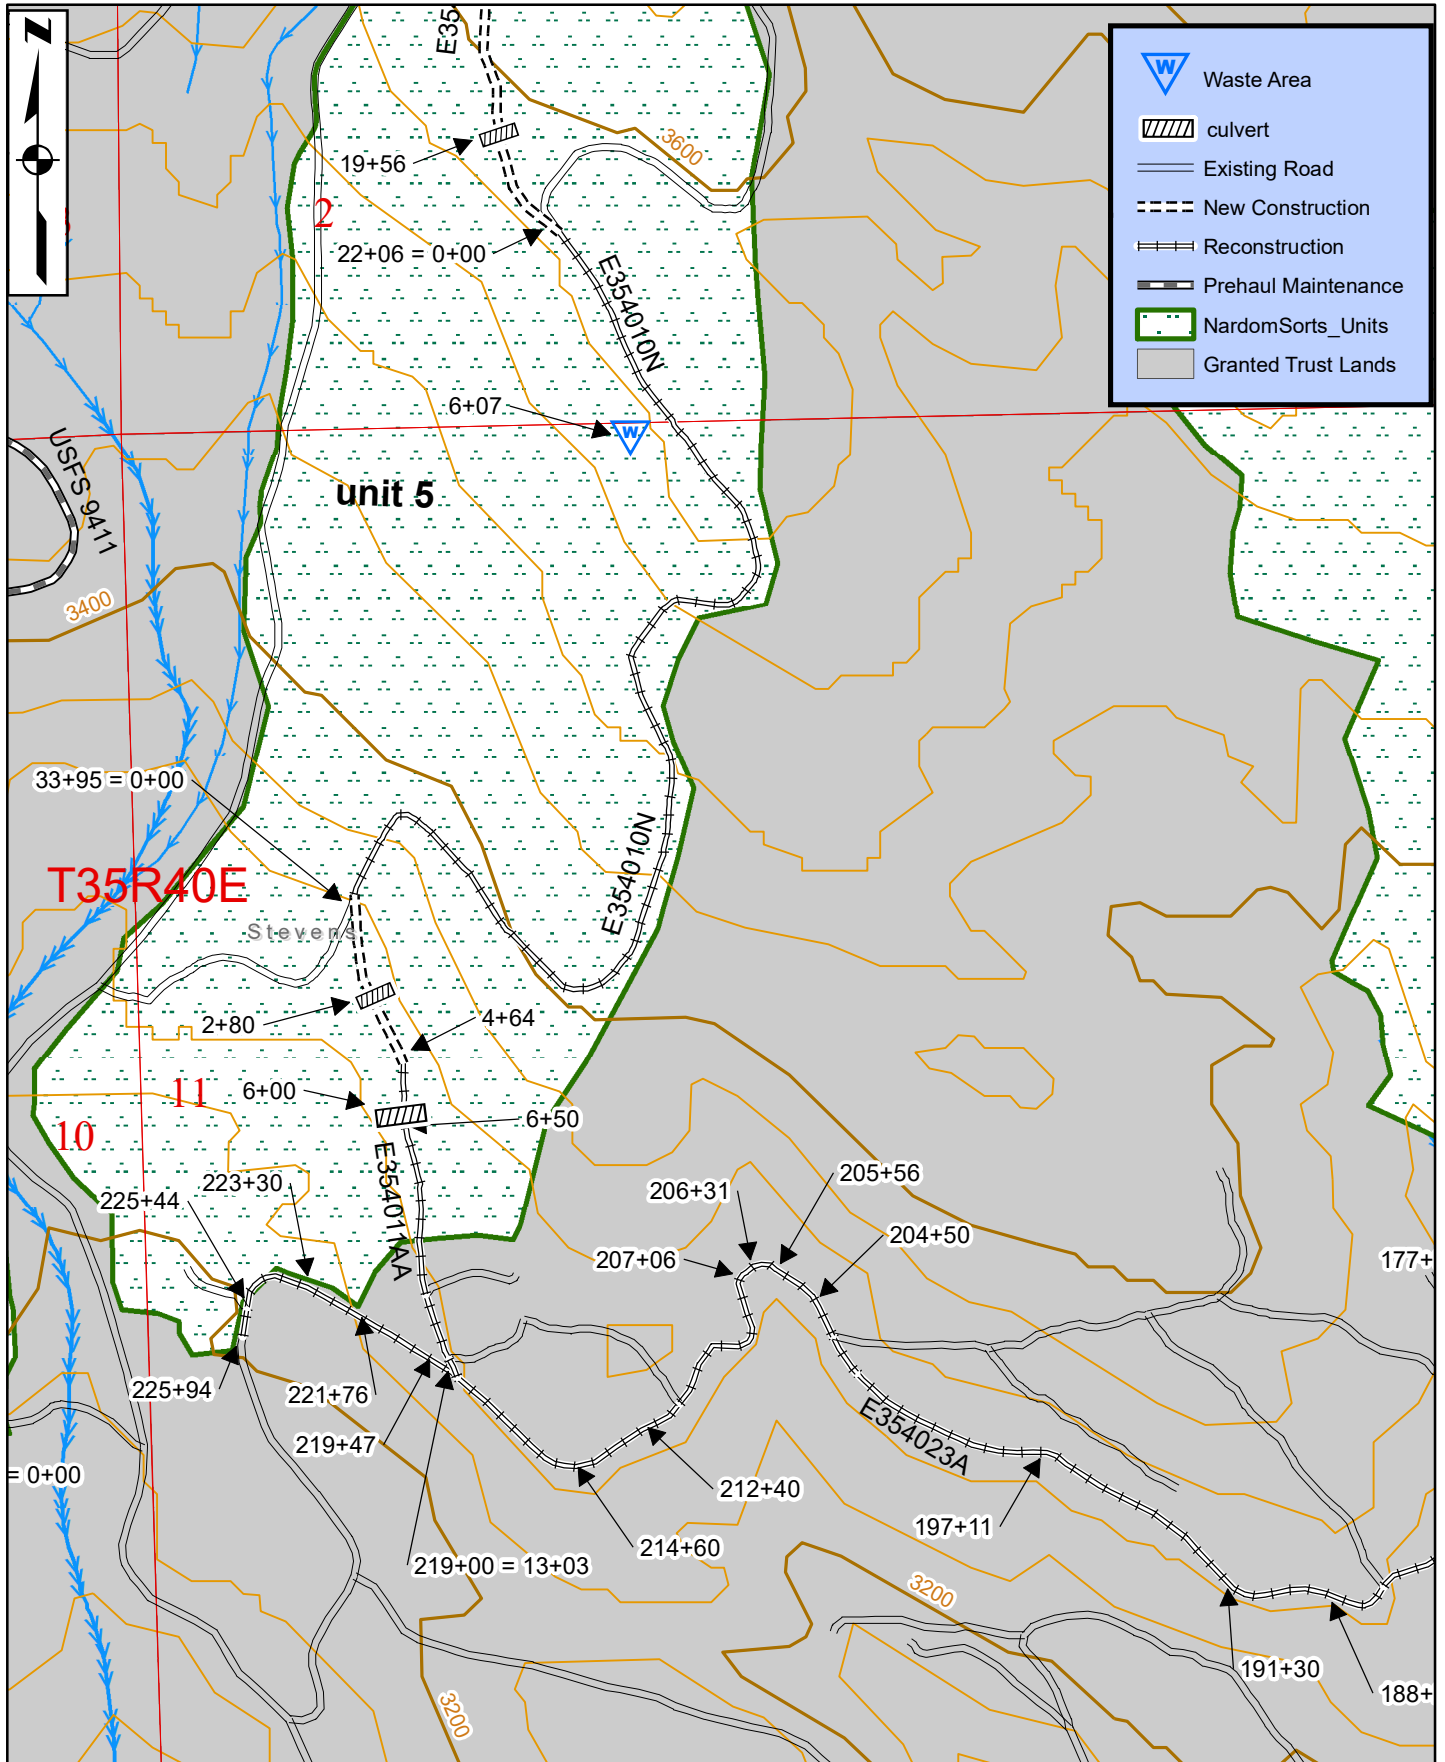 Z
E35
W
Waste Area
culvert
Existing Road
New Construction
Reconstruction
Prehaul Maintenance
NardomSorts_Units
Granted Trust Lands
3600
19+56
2
22+06 = 0+00
E354010N
6+07
W
USFS 9411
unit 5
3400
33+95 = 0+00
E354010N
T35R40E
Stevens
2+80
4+64
6+00
11
6+50
10
E354011AA
223+30
225+44
206+31
205+56
207+06
204+50
177+
225+94
221+76
219+47
E354023A
= 0+00
212+40
197+11
214+60
219+00 = 13+03
3200
191+30
188+
3200